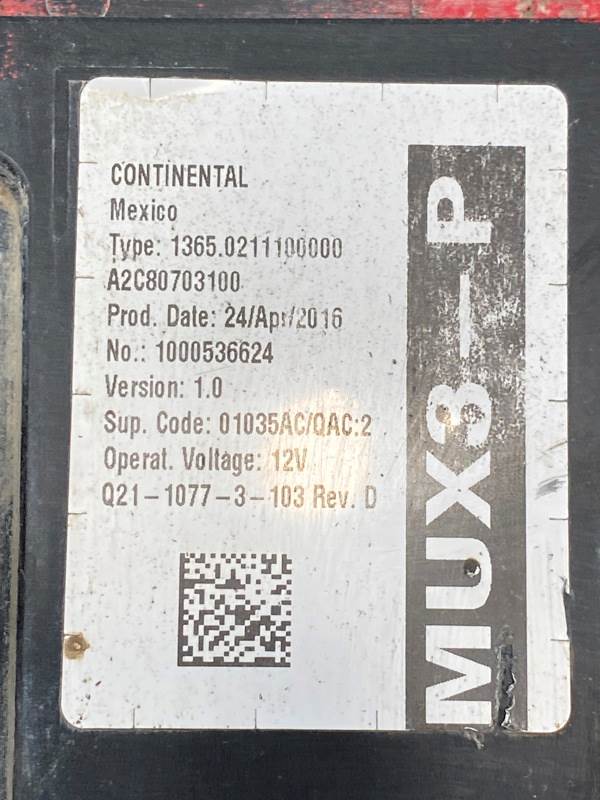 CONTINENTAL
Mexico
Type: 1365.0211100000
A2C80703100
Prod. Date: 24/Apr/2016
No.: 1000536624
Version: 1.0
Sup. Code: 01035AC/QAC:2
Operat. Voltage: 12V
Q21-1077-3-103 Rev. D
MUX3-P